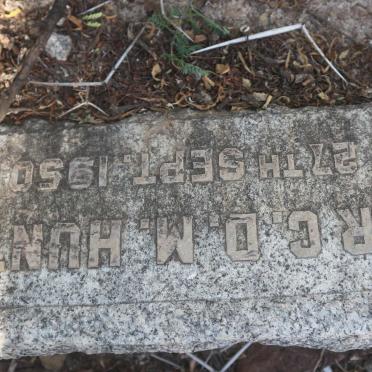 R G. D. M. HUN
27TH SEPT. 1950